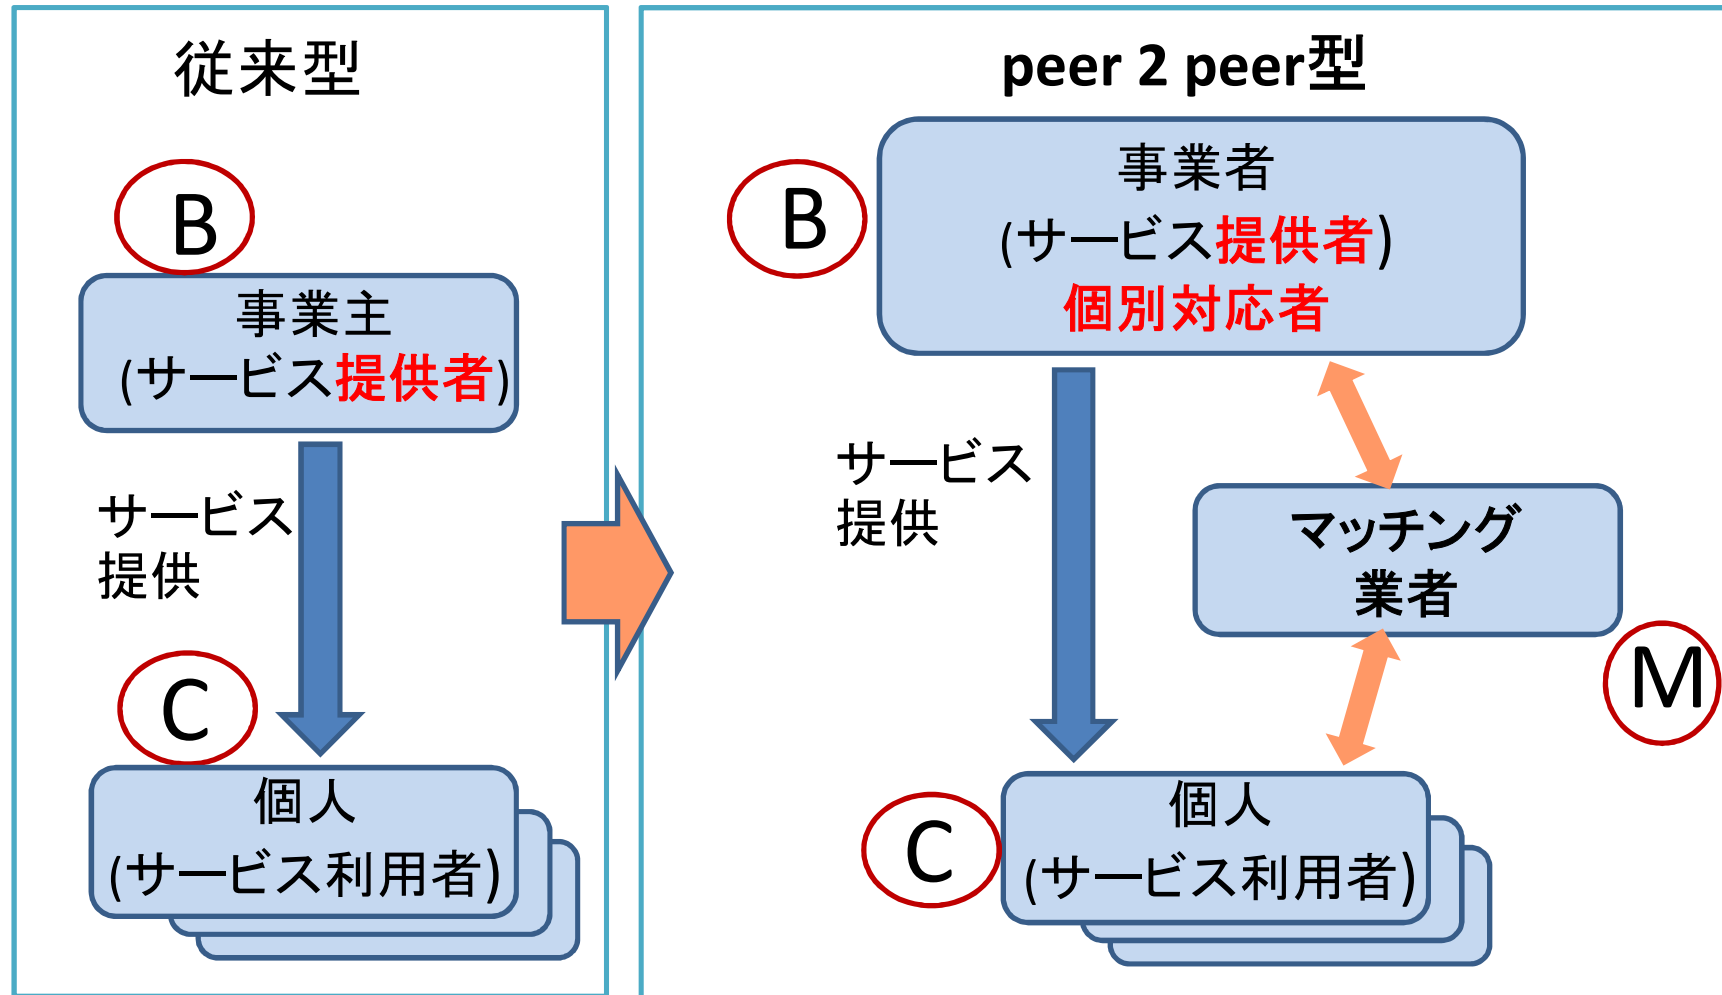 従来型
B
事業主
(サービス提供者)
サービス
提供
C
個人
(サービス利用者)
peer 2 peer型
B
事業者
(サービス提供者)
個別対応者
サービス
提供
マッチング
業者
M
C
個人
(サービス利用者)